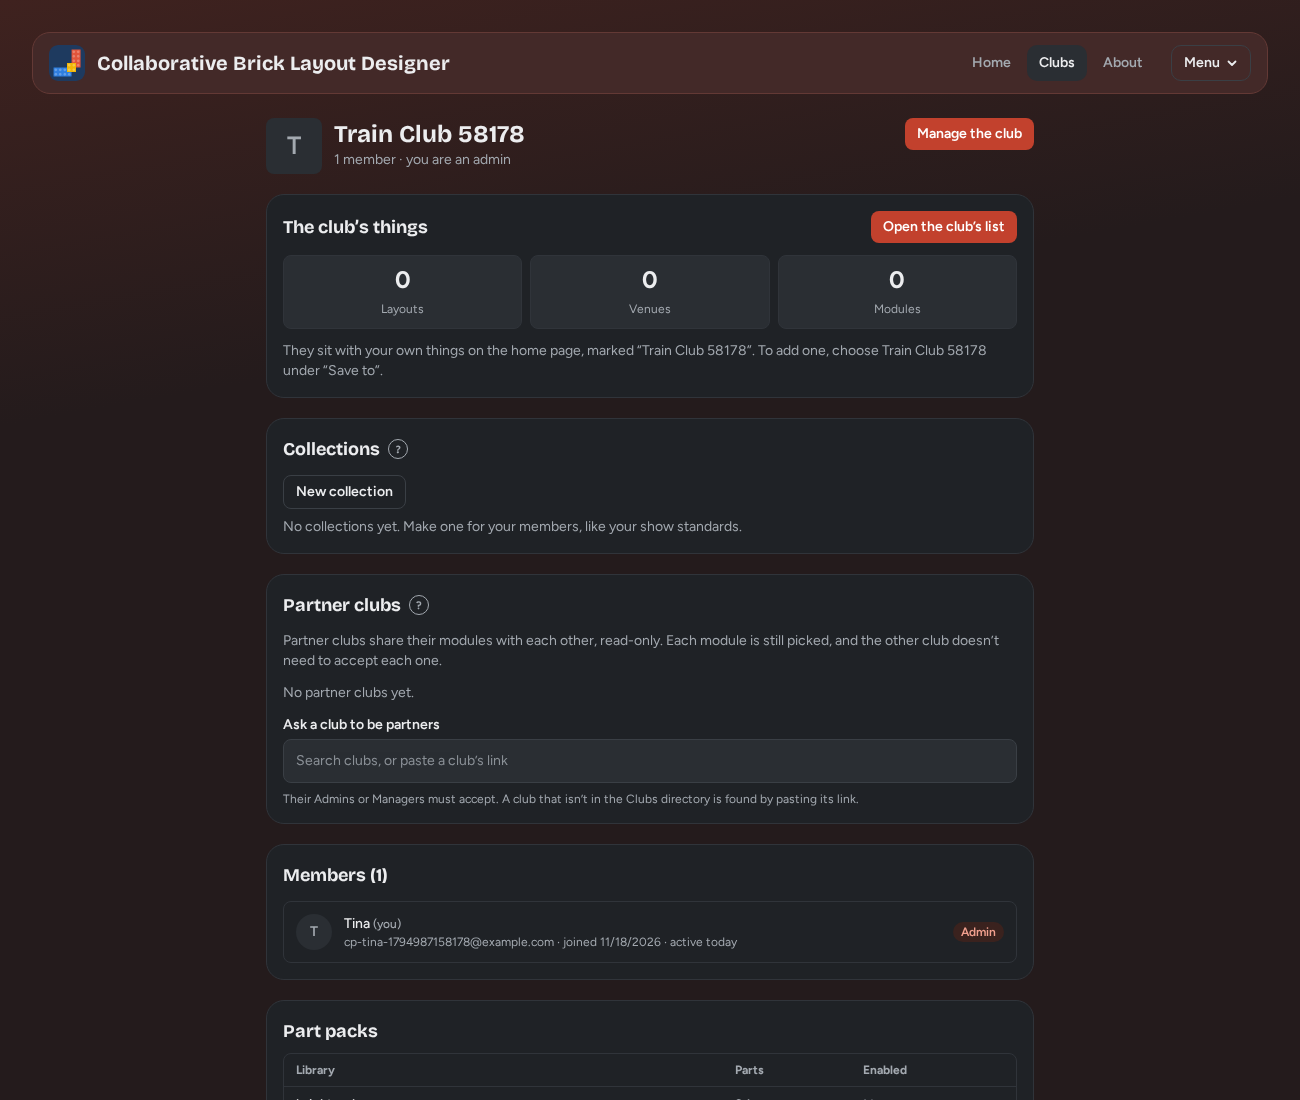 Collaborative Brick Layout Designer
Home
Clubs
About
Menu
T
Train Club 58178
1 member · you are an admin
Manage the club
The club’s things
Open the club’s list
0
Layouts
0
Venues
0
Modules
They sit with your own things on the home page, marked “Train Club 58178”. To add one, choose Train Club 58178
under “Save to”.
Collections ?
New collection
No collections yet. Make one for your members, like your show standards.
Partner clubs ?
Partner clubs share their modules with each other, read-only. Each module is still picked, and the other club doesn’t
need to accept each one.
No partner clubs yet.
Ask a club to be partners
Search clubs, or paste a club’s link
Their Admins or Managers must accept. A club that isn’t in the Clubs directory is found by pasting its link.
Members (1)
T
Tina (you)
cp-tina-1794987158178@example.com · joined 11/18/2026 · active today
Admin
Part packs
Library
Parts
Enabled